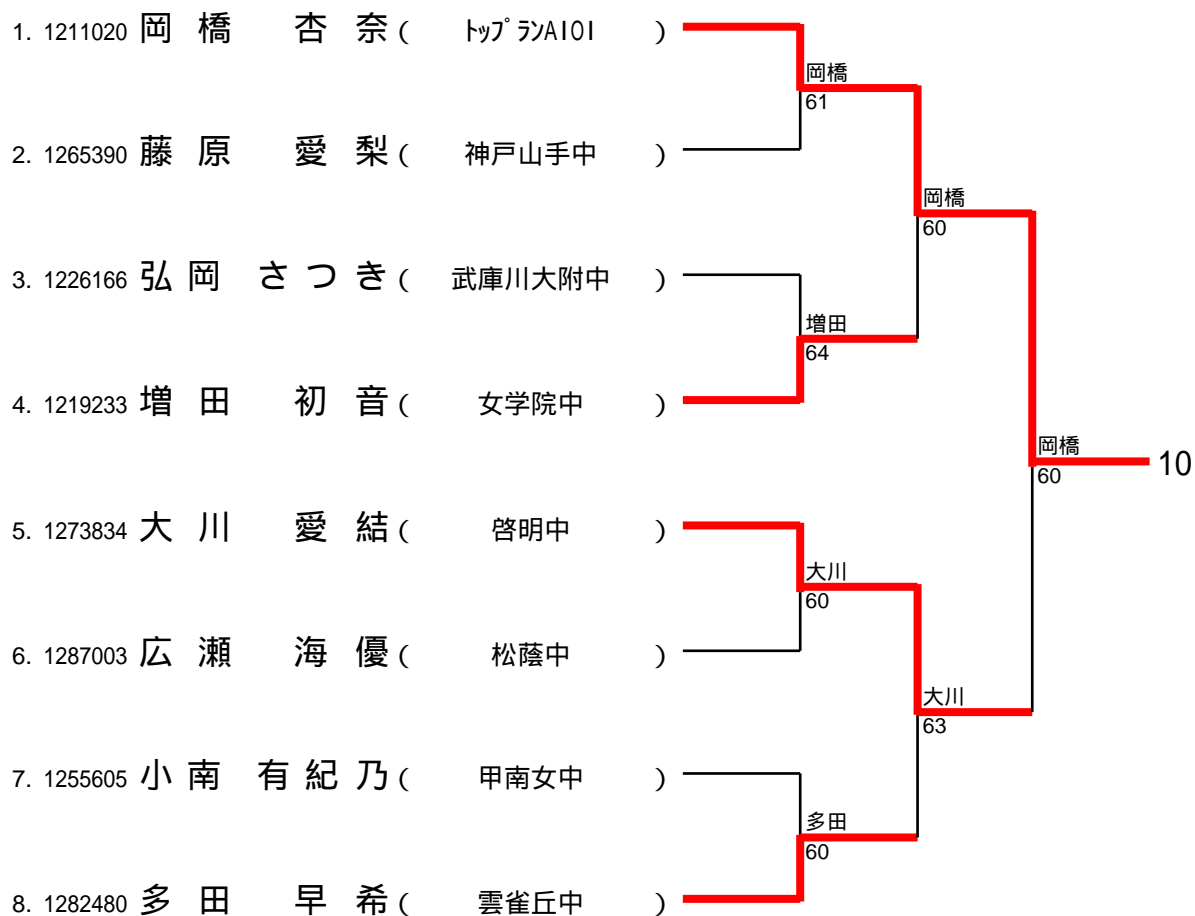 1. 1211020 岡 橋 杏 奈 ( ﾄｯﾌﾟﾗﾝAIOI )
岡橋
61
2. 1265390 藤 原 愛 梨 ( 神戸山手中 )
岡橋
60
3. 1226166 弘 岡 さ つ き ( 武庫川大附中 )
増田
64
4. 1219233 増 田 初 音 ( 女学院中 )
岡橋
60
10
5. 1273834 大 川 愛 結 ( 啓明中 )
大川
60
6. 1287003 広 瀬 海 優 ( 松蔭中 )
大川
63
7. 1255605 小 南 有 紀 乃 ( 甲南女中 )
多田
60
8. 1282480 多 田 早 希 ( 雲雀丘中 )